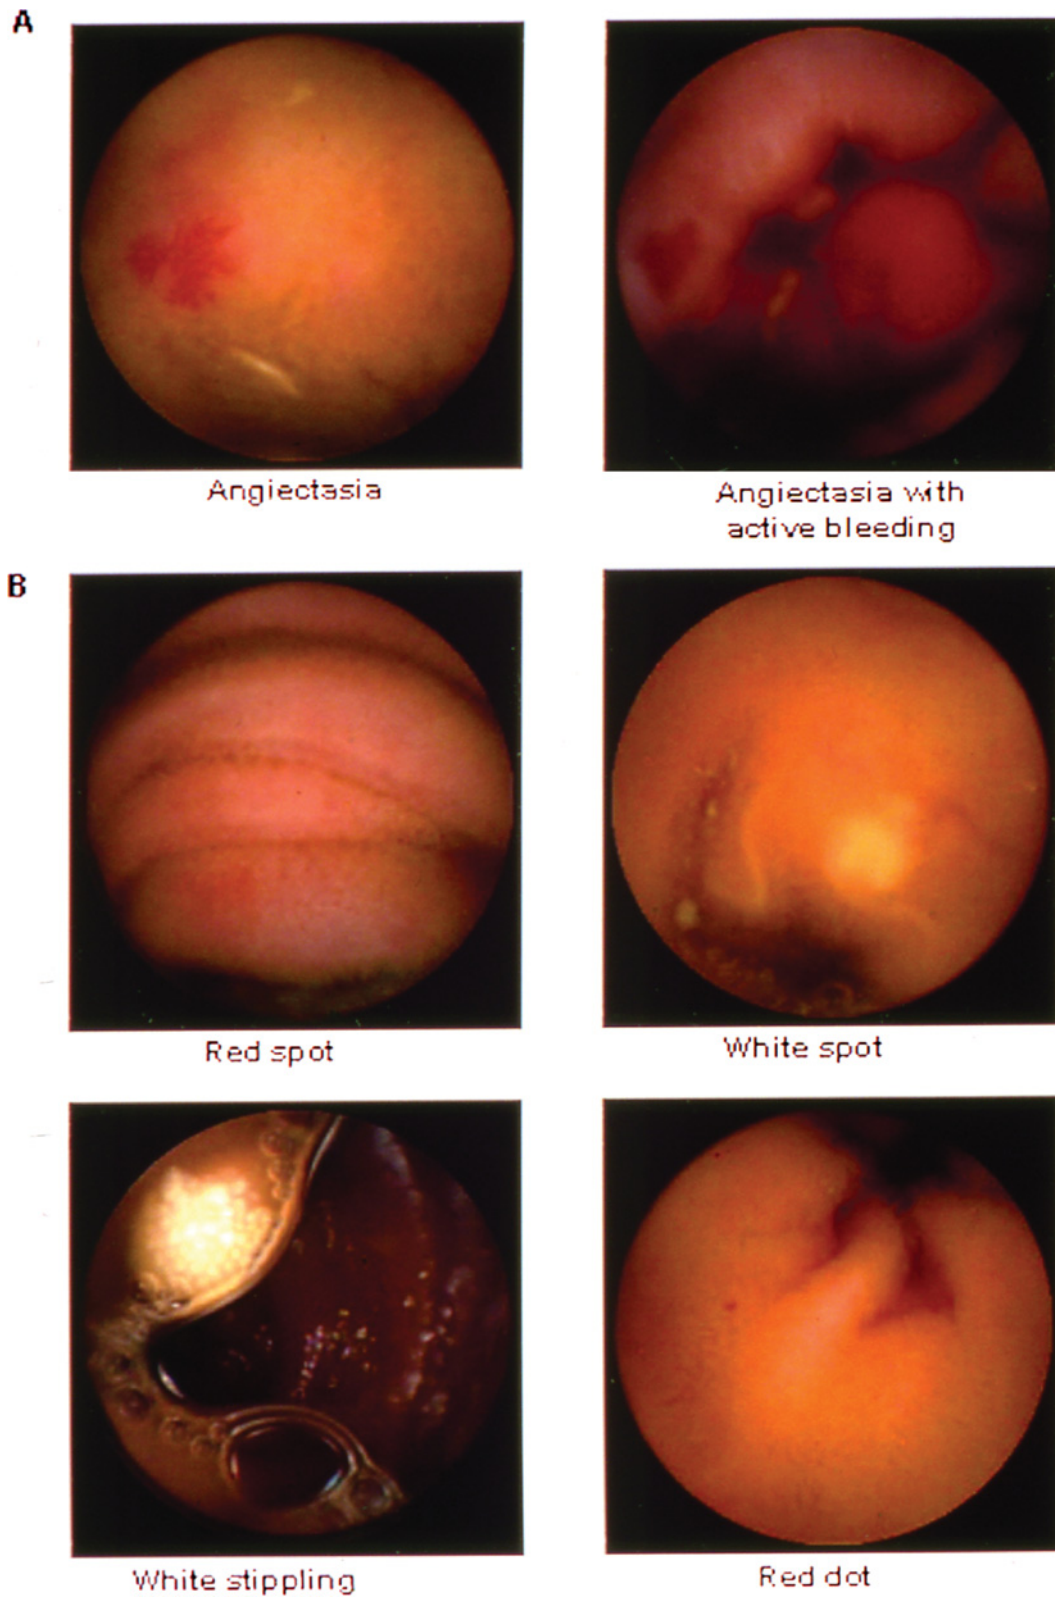 A
Angiectasia
Angiectasia with
active bleeding
B
Red spot
White spot
White stippling
Red dot